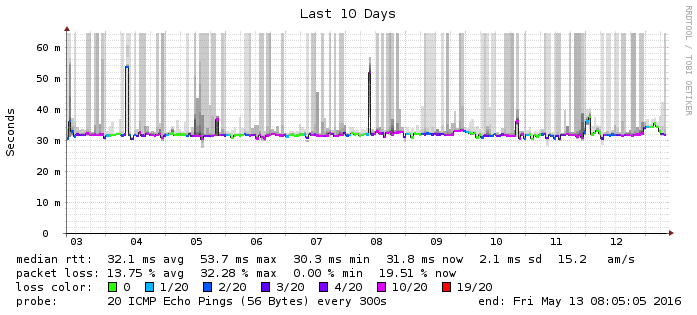 Last 10 Days
RRDTOOL / TOBI OETIKER
Seconds
60 m
50 m
40 m
30 m
20 m
10 m
0
03 04 05 06 07 08 09 10 11 12
median rtt: 32.1 ms avg 53.7 ms max 30.3 ms min 31.8 ms now 2.1 ms sd 15.2 am/s
packet loss: 13.75 % avg 32.28 % max 0.00 % min 19.51 % now
loss color: 0 1/20 2/20 3/20 4/20 10/20 19/20
probe: 20 ICMP Echo Pings (56 Bytes) every 300s end: Fri May 13 08:05:05 2016